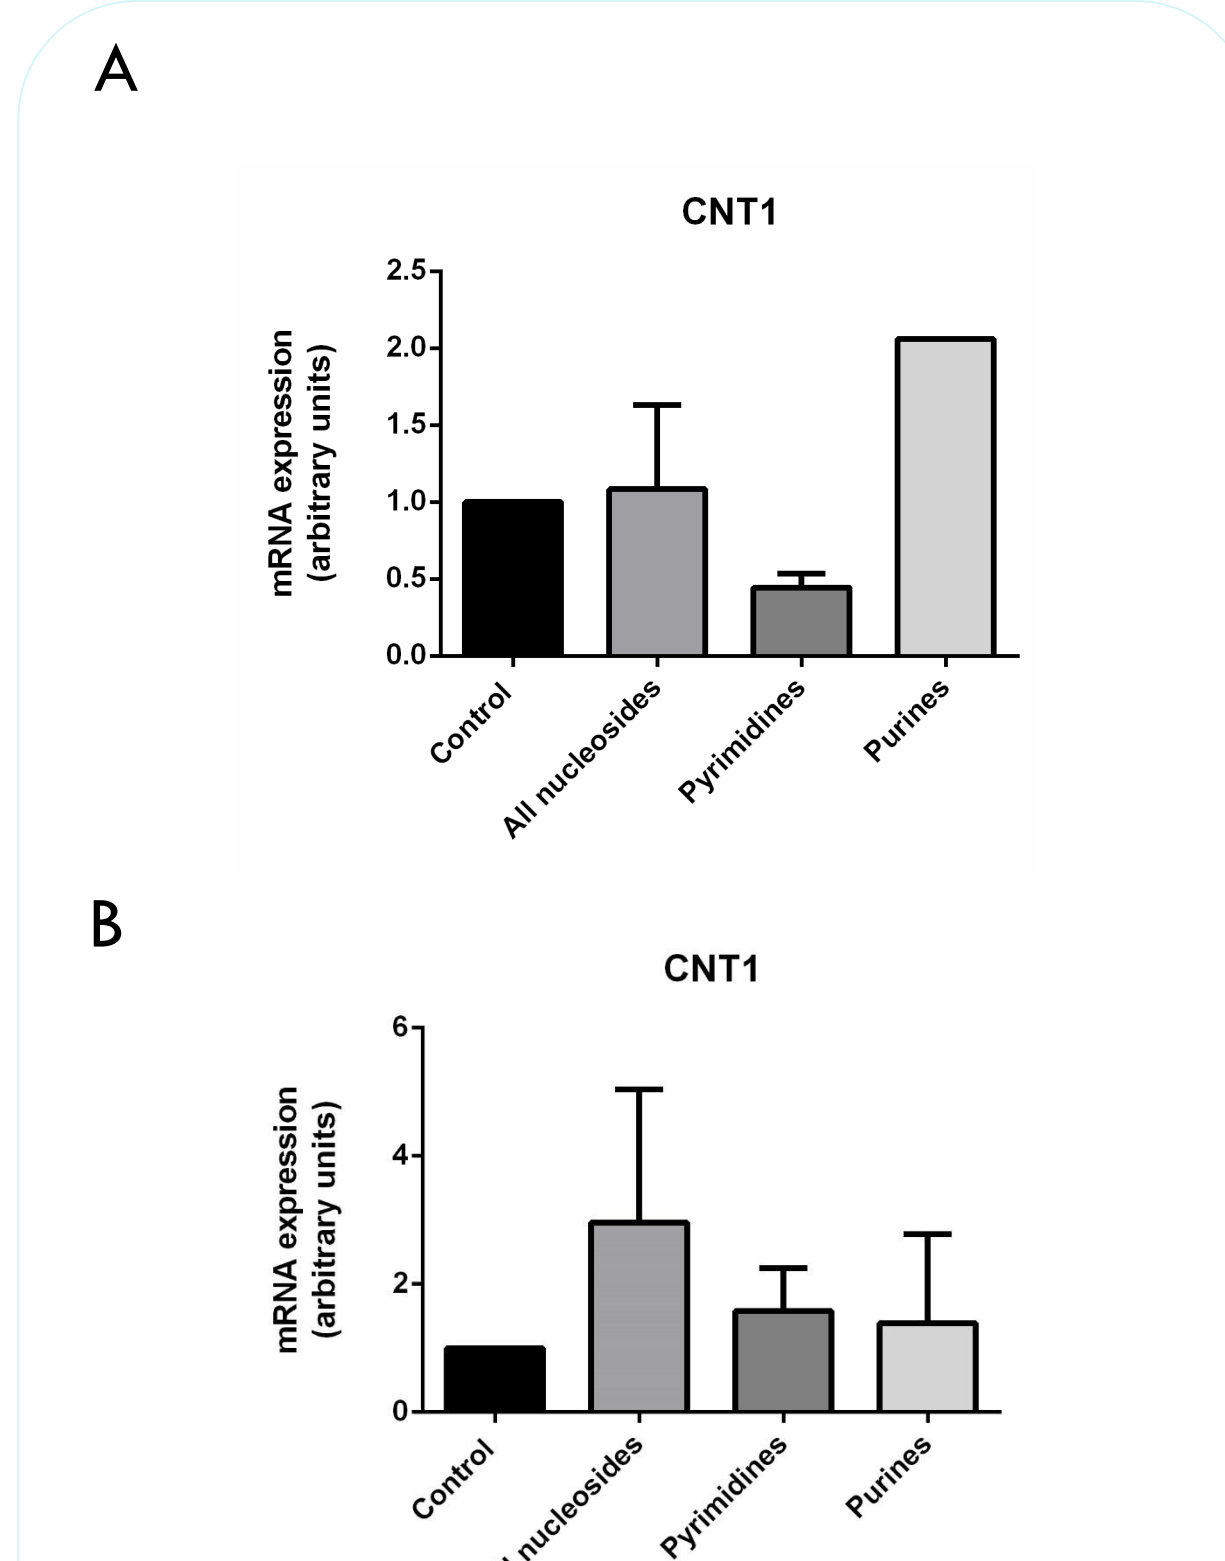 A
CNT1
mRNA expression
(arbitrary units)
2.5
2.0
1.5
1.0
0.5
0.0
Control
All nucleosides
Pyrimidines
Purines
B
CNT1
mRNA expression
(arbitrary units)
6
4
2
0
Control
nucleosides
Pyrimidines
Purines